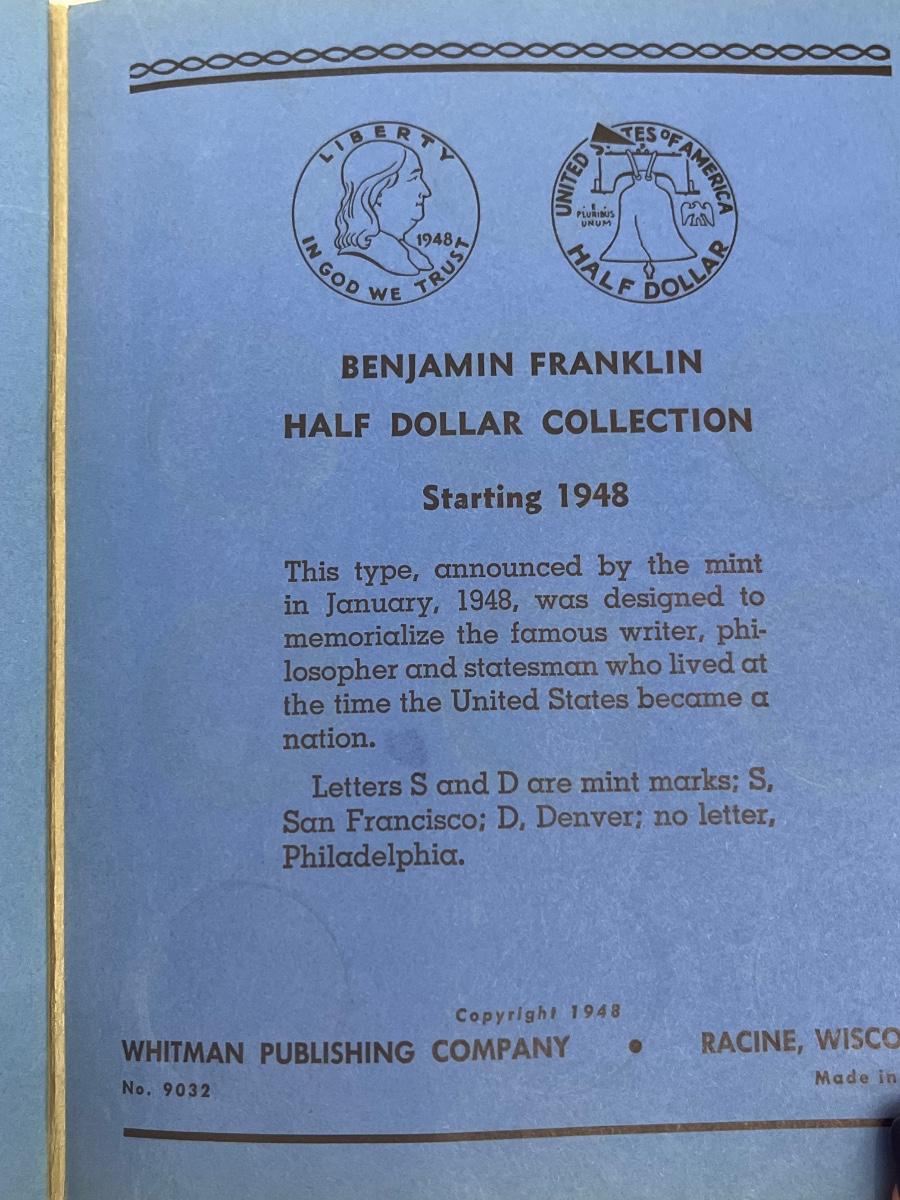 LIBERTY
1948
IN GOD WE TRUST
UNITED TES OF AMERICA
E
PLURIBUS
UNUM
HALF DOLLAR
BENJAMIN FRANKLIN
HALF DOLLAR COLLECTION
Starting 1948
This type, announced by the mint
in January, 1948, was designed to
memorialize the famous writer, phi-
losopher and statesman who lived at
the time the United States became a
nation.
Letters S and D are mint marks; S,
San Francisco; D, Denver; no letter,
Philadelphia.
Copyright 1948
WHITMAN PUBLISHING COMPANY • RACINE, WISCO
No. 9032
Made in